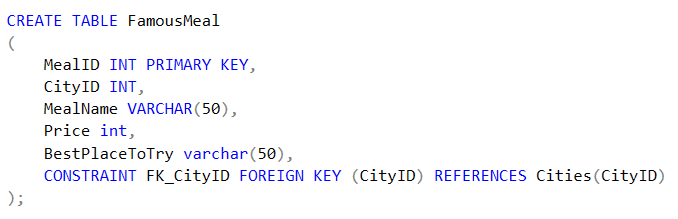 CREATE TABLE FamousMeal
(
    MealID INT PRIMARY KEY,
    CityID INT,
    MealName VARCHAR(50),
    Price int,
    BestPlaceToTry varchar(50),
    CONSTRAINT FK_CityID FOREIGN KEY (CityID) REFERENCES Cities(CityID)
);